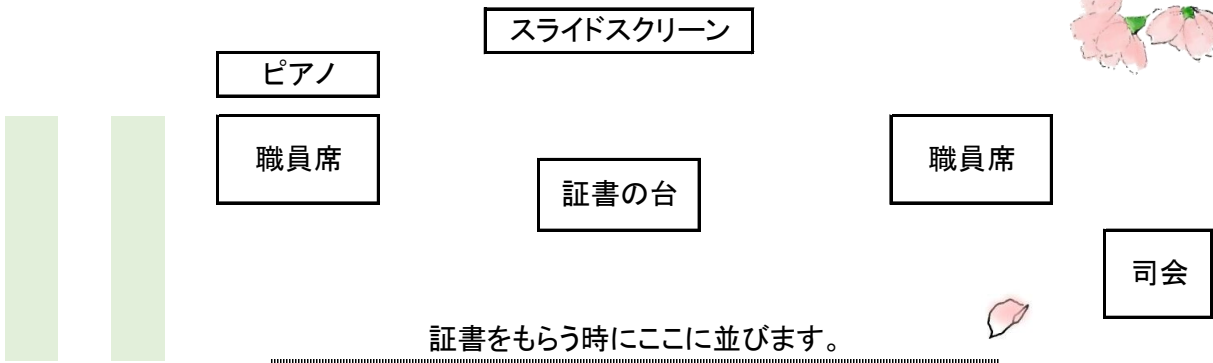 スライドスクリーン
ピアノ
職員席
職員席
証書の台
司会
証書をもらう時にここに並びます。